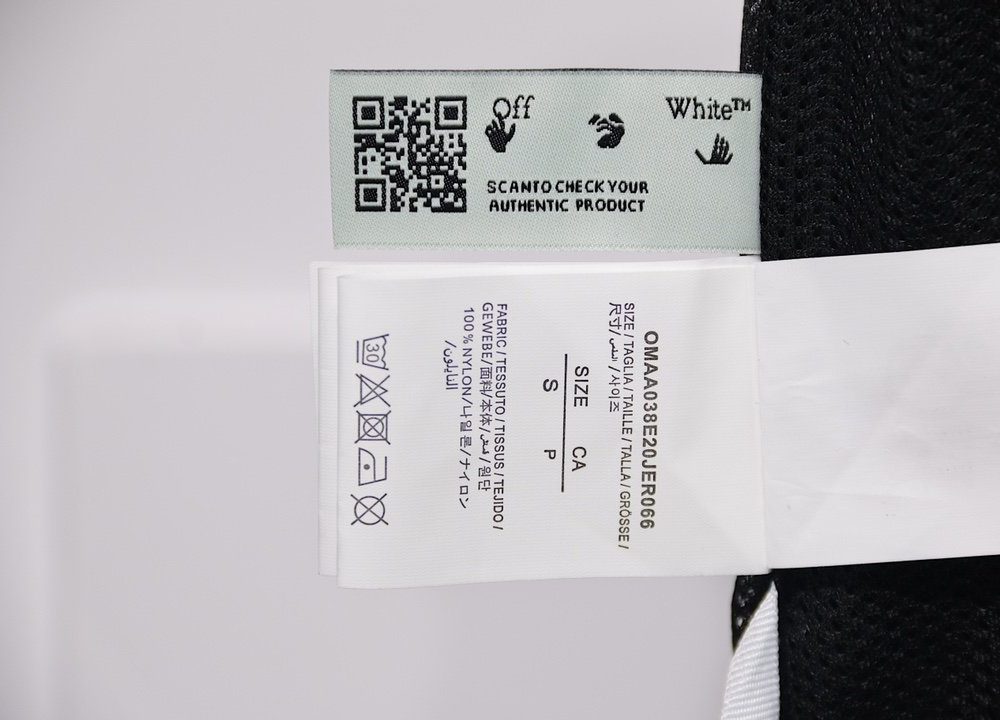 Off White™
SCAN TO CHECK YOUR
AUTHENTIC PRODUCT
OMAA038E20JER066
SIZE / TAGLIA / TAILLE / TALLA / GRÖSSE /
尺寸 / المقاس / 사이즈
SIZE CA
S P
FABRIC / TESSUTO / TISSUS / TEJIDO /
GEWEBE/面料/本体/قماش/원단
100% NYLON/나일론/ナイロン
/النايلون
30